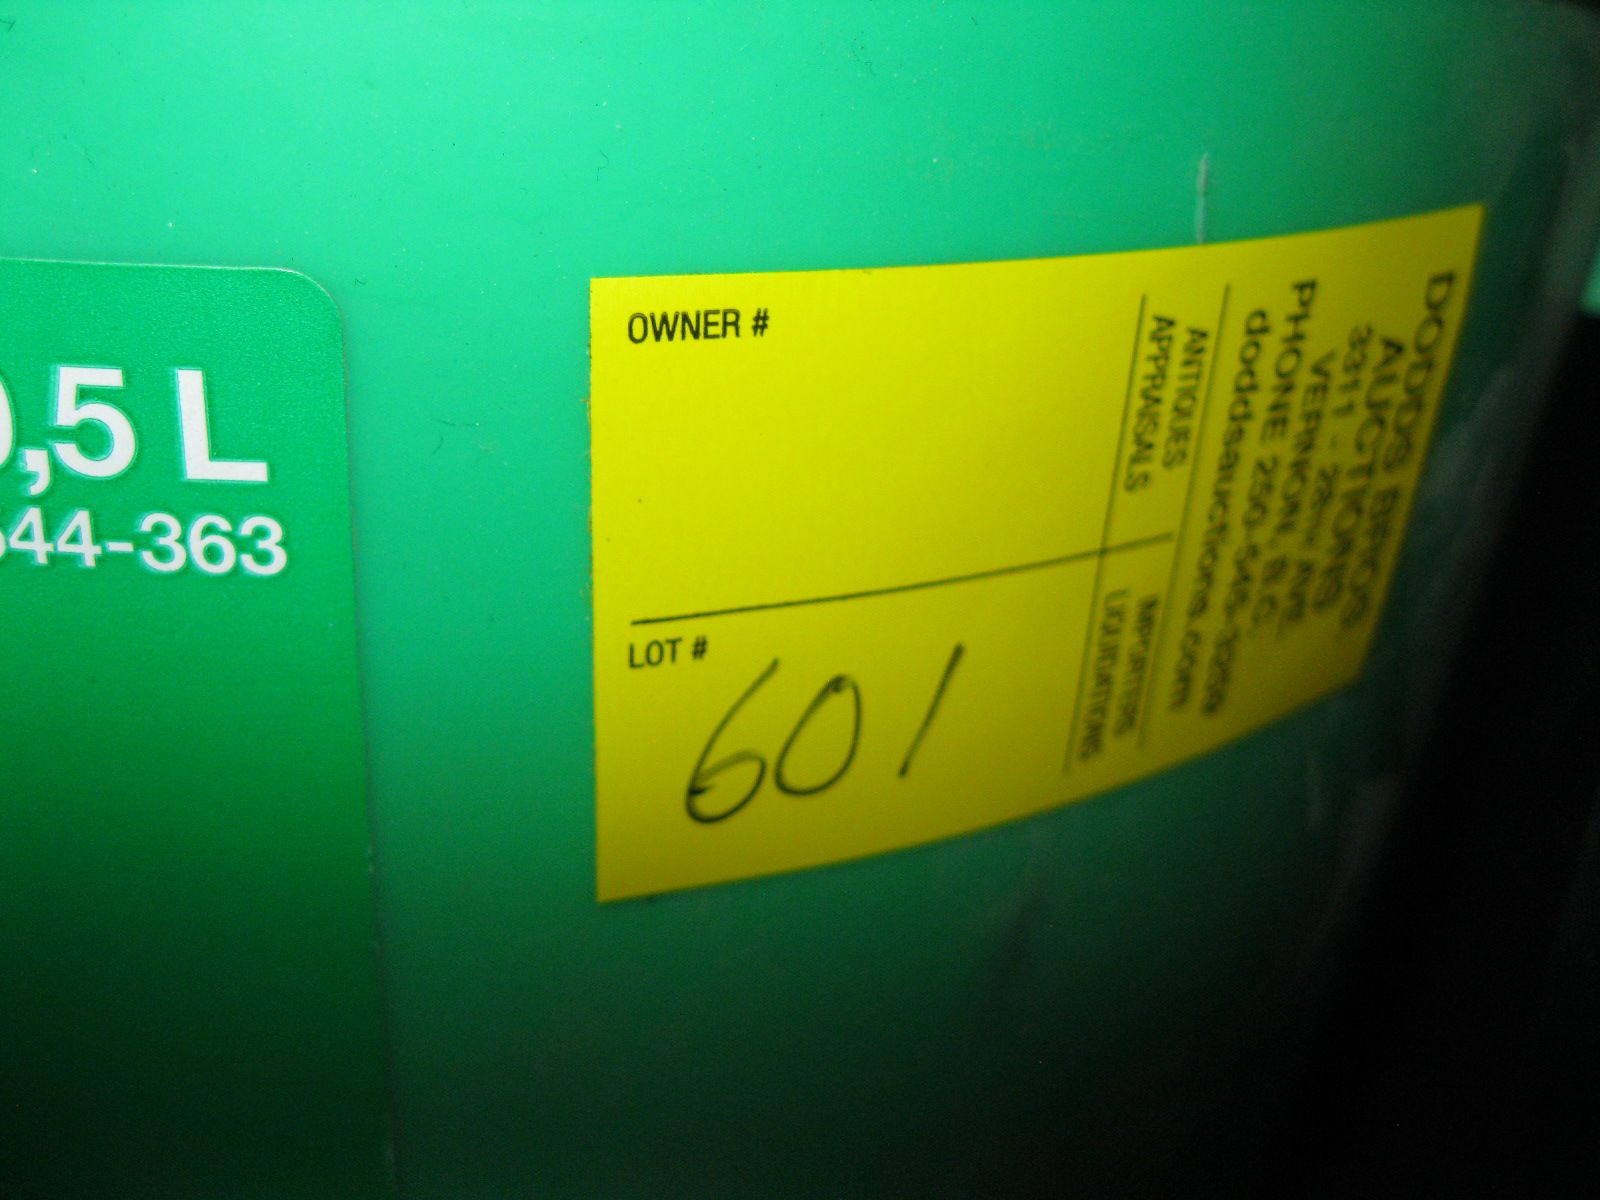 ,5 L
44-363
OWNER #
LOT #
601
DODDS BROS.
AUCTIONS
3311 - 28TH AVE.
VERNON, B.C.
PHONE 250-545-3259
doddsauctions.com
ANTIQUES
APPRAISALS
IMPORTERS
LIQUIDATIONS